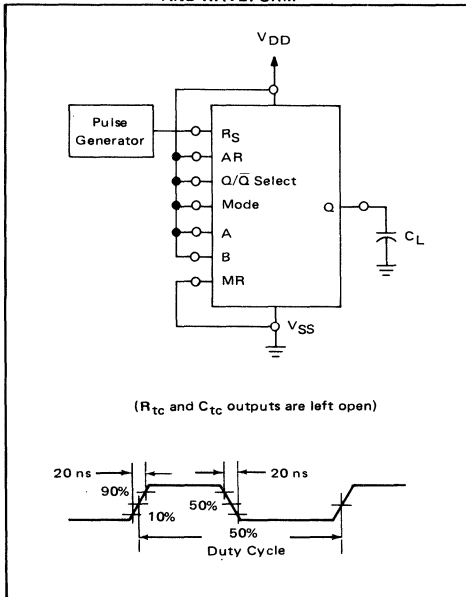 AND WAVEFORM
VDD
Pulse
Generator
RS
AR
Q/Q̅ Select
Mode
A
B
MR
Q
CL
VSS
(Rtc and Ctc outputs are left open)
20 ns
20 ns
90%
50%
10%
50%
Duty Cycle